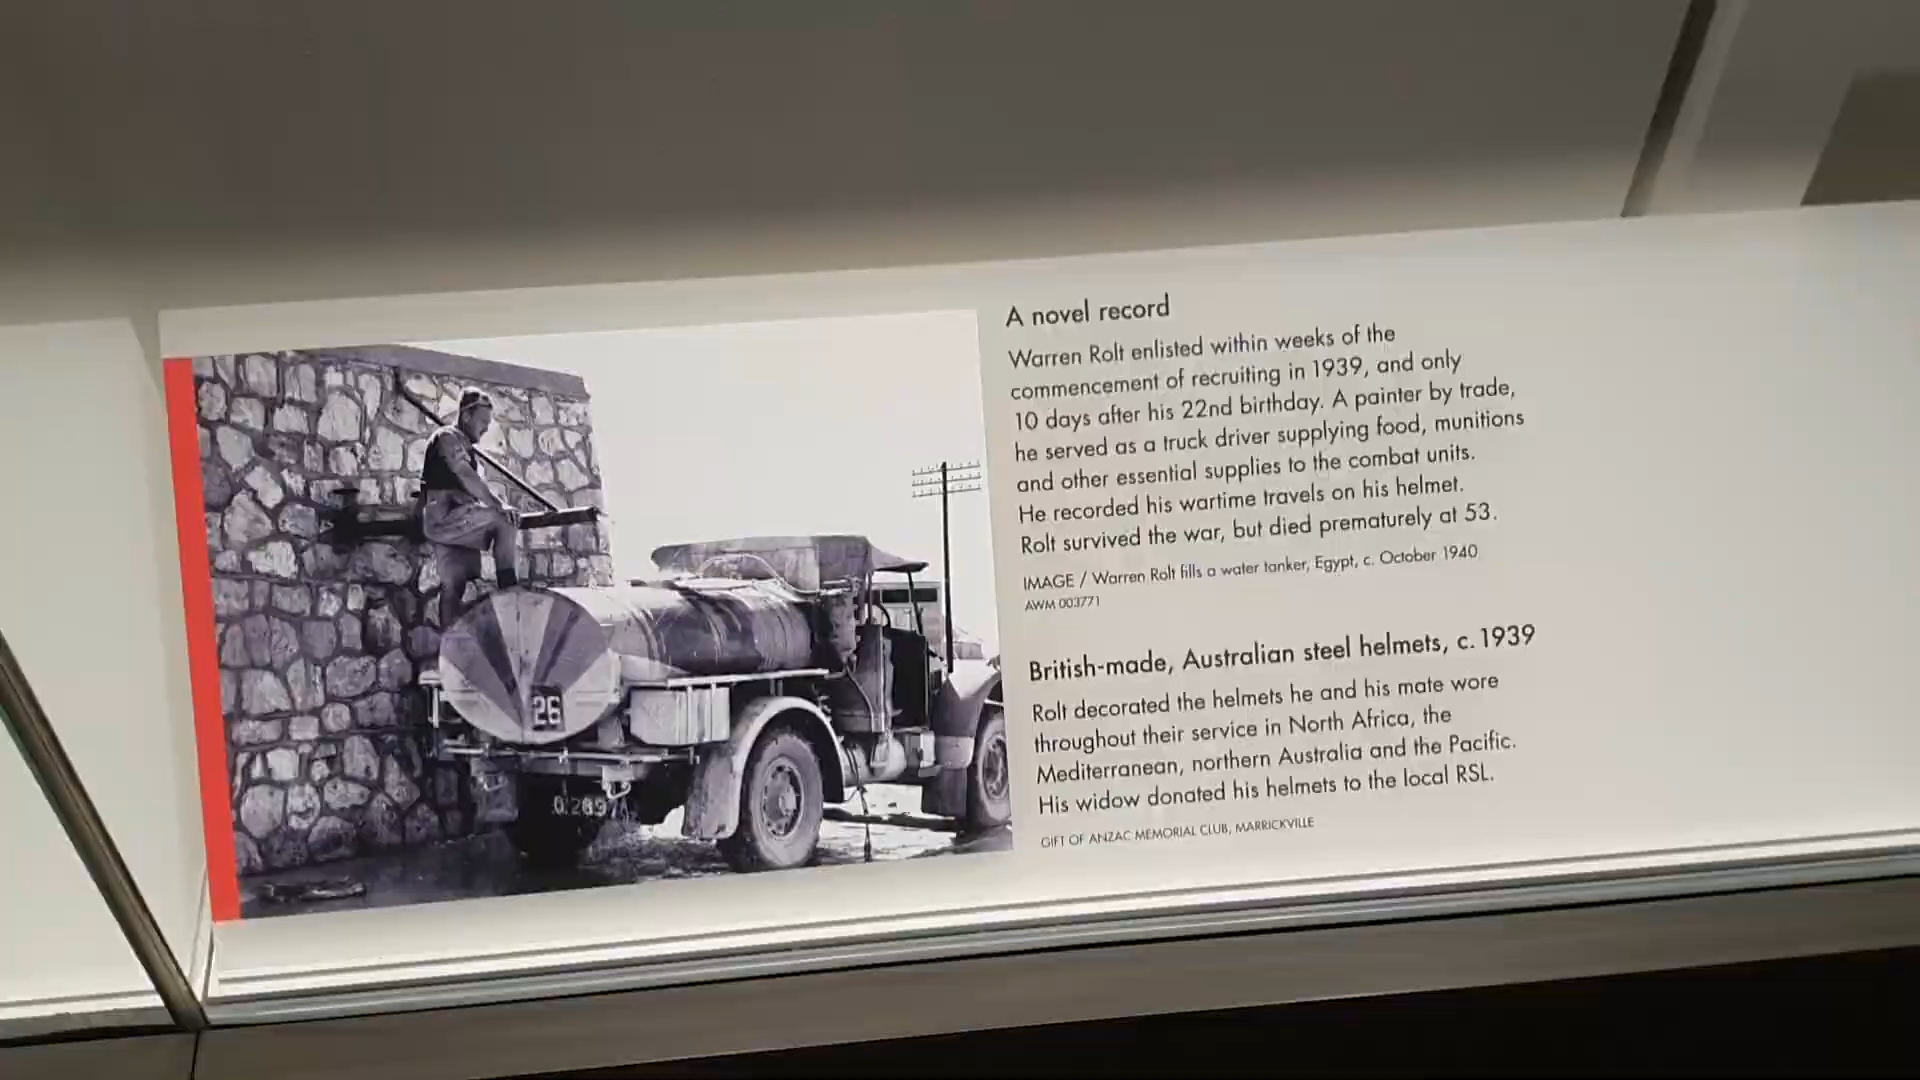 A novel record
Warren Rolt enlisted within weeks of the
commencement of recruiting in 1939, and only
10 days after his 22nd birthday. A painter by trade,
he served as a truck driver supplying food, munitions
and other essential supplies to the combat units.
He recorded his wartime travels on his helmet.
Rolt survived the war, but died prematurely at 53.
IMAGE / Warren Rolt fills a water tanker, Egypt, c. October 1940
AWM 003771
British-made, Australian steel helmets, c. 1939
Rolt decorated the helmets he and his mate wore
throughout their service in North Africa, the
Mediterranean, northern Australia and the Pacific.
His widow donated his helmets to the local RSL.
GIFT OF ANZAC MEMORIAL CLUB, MARRICKVILLE
26